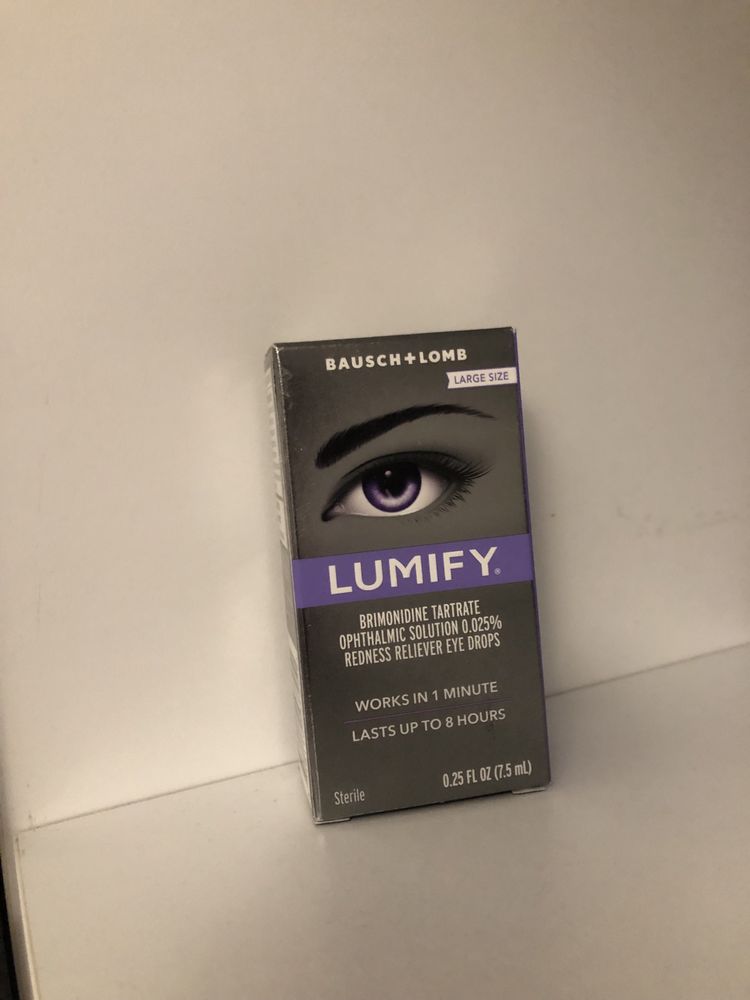 BAUSCH+LOMB
LARGE SIZE
LUMIFY®
BRIMONIDINE TARTRATE
OPHTHALMIC SOLUTION 0.025%
REDNESS RELIEVER EYE DROPS
WORKS IN 1 MINUTE
LASTS UP TO 8 HOURS
Sterile
0.25 FL OZ (7.5 mL)